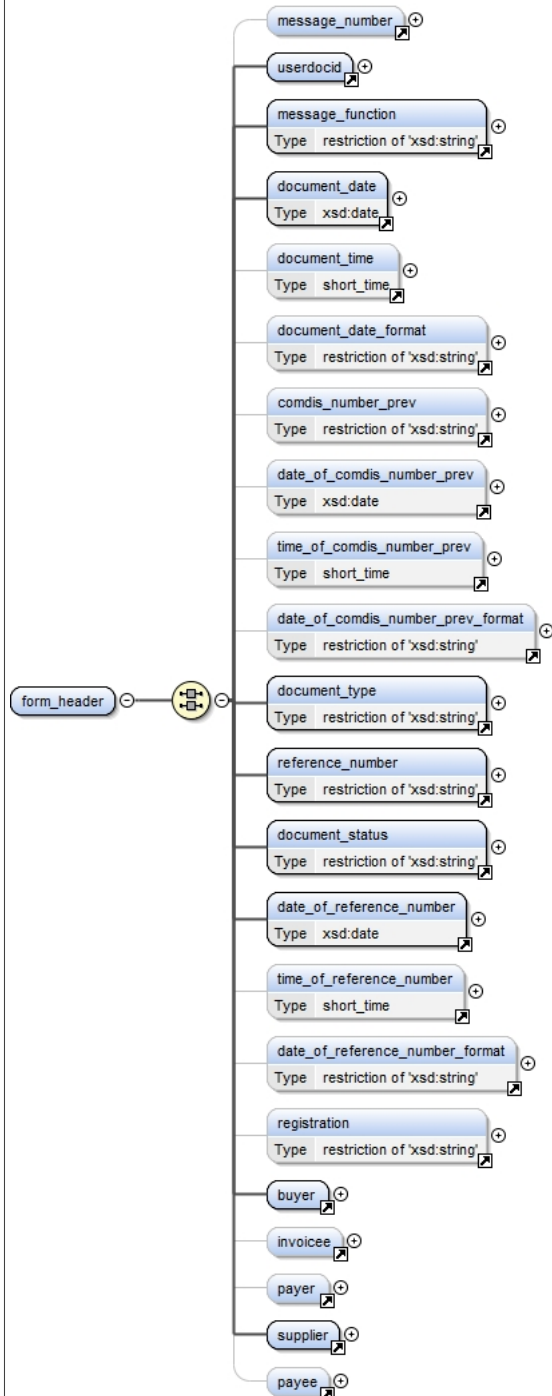 message_number
userdocid
message_function
Type restriction of 'xsd:string'
document_date
Type xsd:date
document_time
Type short_time
document_date_format
Type restriction of 'xsd:string'
comdis_number_prev
Type restriction of 'xsd:string'
date_of_comdis_number_prev
Type xsd:date
time_of_comdis_number_prev
Type short_time
date_of_comdis_number_prev_format
Type restriction of 'xsd:string'
form_header
document_type
Type restriction of 'xsd:string'
reference_number
Type restriction of 'xsd:string'
document_status
Type restriction of 'xsd:string'
date_of_reference_number
Type xsd:date
time_of_reference_number
Type short_time
date_of_reference_number_format
Type restriction of 'xsd:string'
registration
Type restriction of 'xsd:string'
buyer
invoicee
payer
supplier
payee